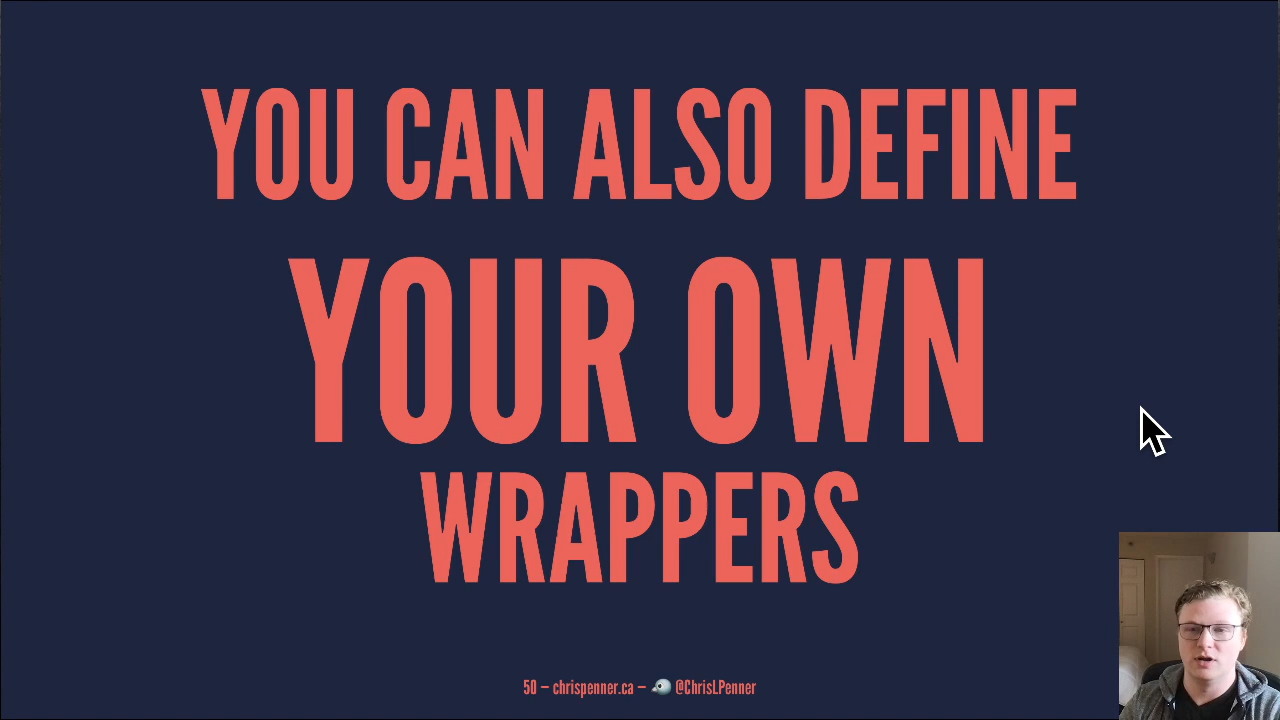 YOU CAN ALSO DEFINE
YOUR OWN
WRAPPERS
50 – chrispenner.ca – 🐦 @ChrisLPenner